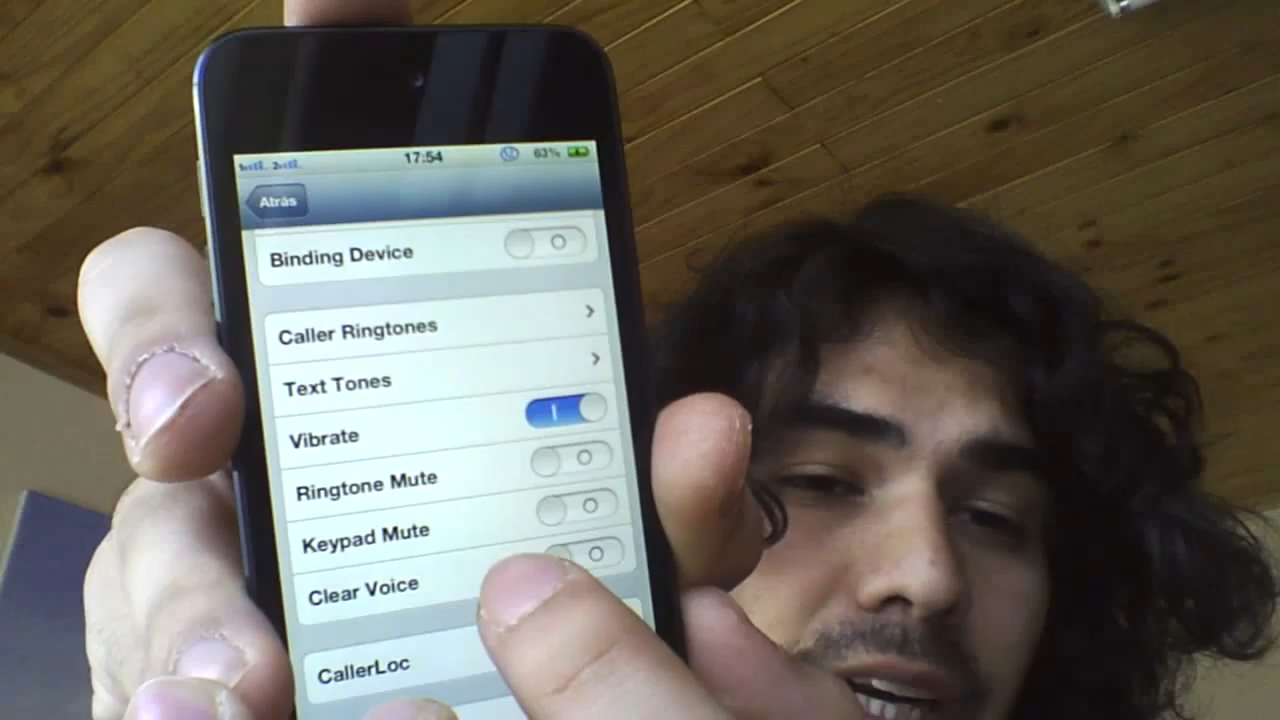 17:54
63%
Atrás
Binding Device
Caller Ringtones
Text Tones
Vibrate
Ringtone Mute
Keypad Mute
Clear Voice
CallerLoc